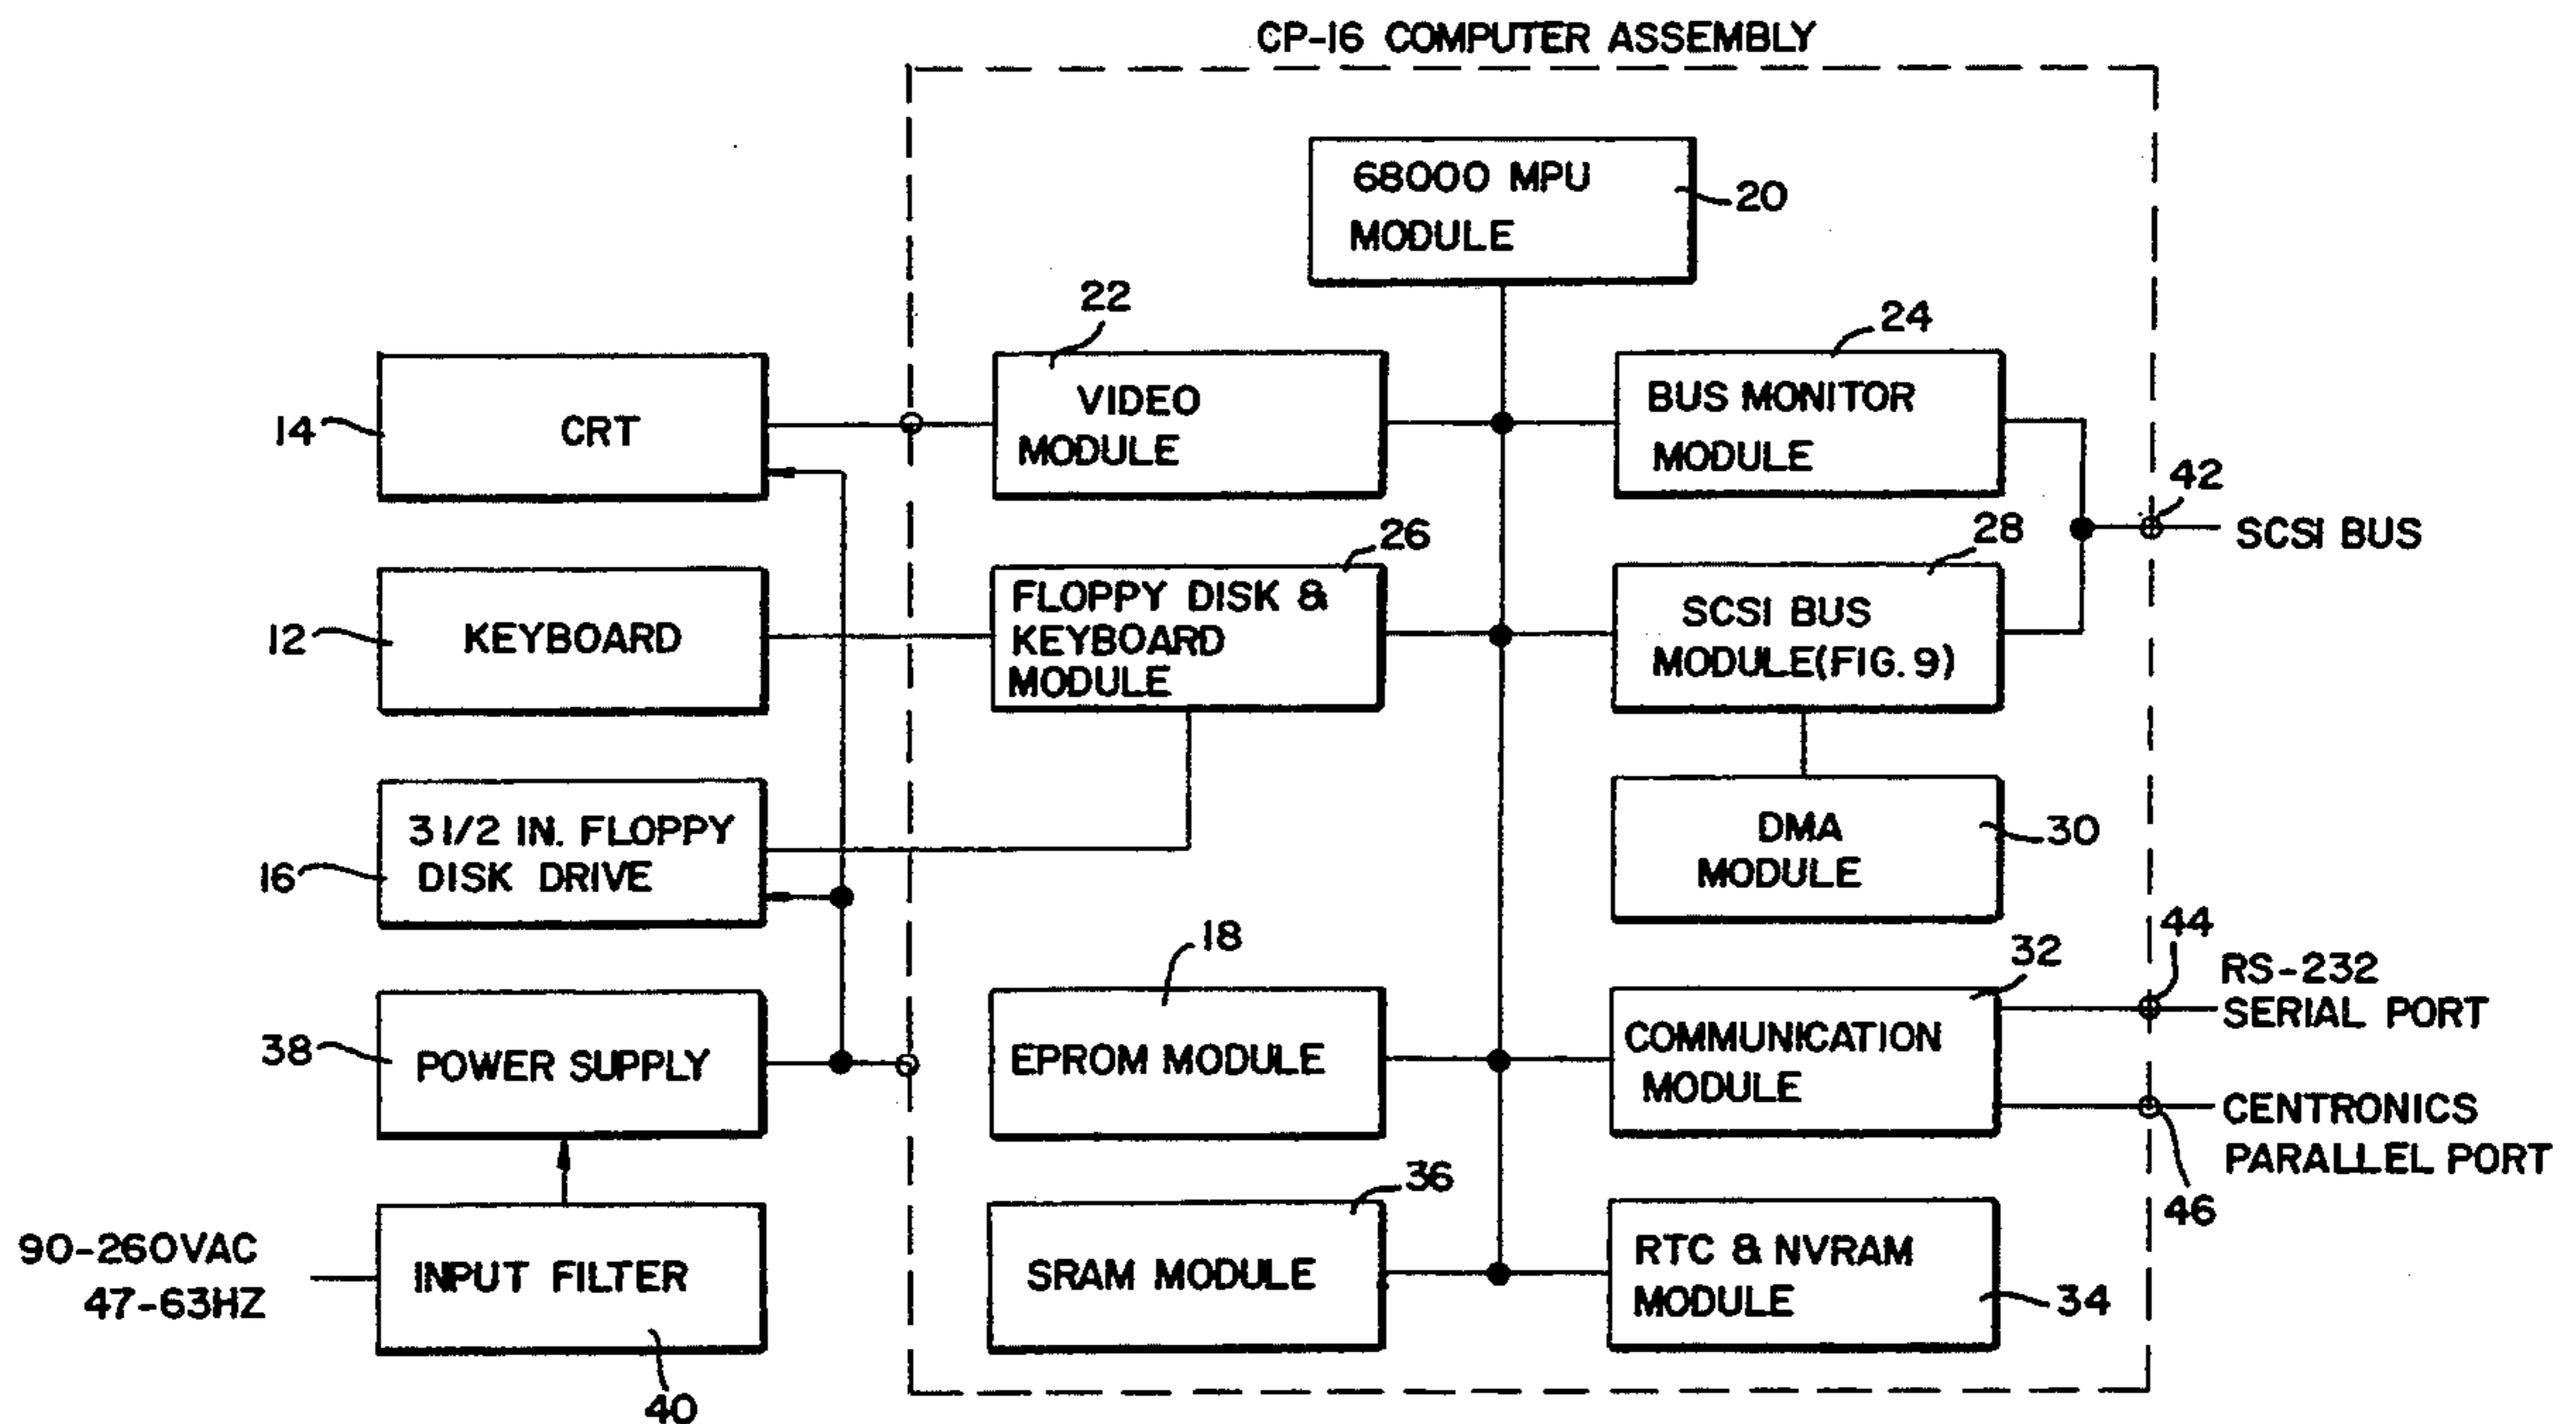 CP-16 COMPUTER ASSEMBLY
68000 MPU
MODULE
20
22
24
14
CRT
VIDEO
MODULE
BUS MONITOR
MODULE
42
SCSI BUS
26
28
12
KEYBOARD
FLOPPY DISK &
KEYBOARD
MODULE
SCSI BUS
MODULE(FIG. 9)
16
3 1/2 IN. FLOPPY
DISK DRIVE
DMA
MODULE
30
18
32
44
RS-232
SERIAL PORT
38
POWER SUPPLY
EPROM MODULE
COMMUNICATION
MODULE
CENTRONICS
PARALLEL PORT
46
36
90-260VAC
47-63HZ
INPUT FILTER
40
SRAM MODULE
RTC & NVRAM
MODULE
34